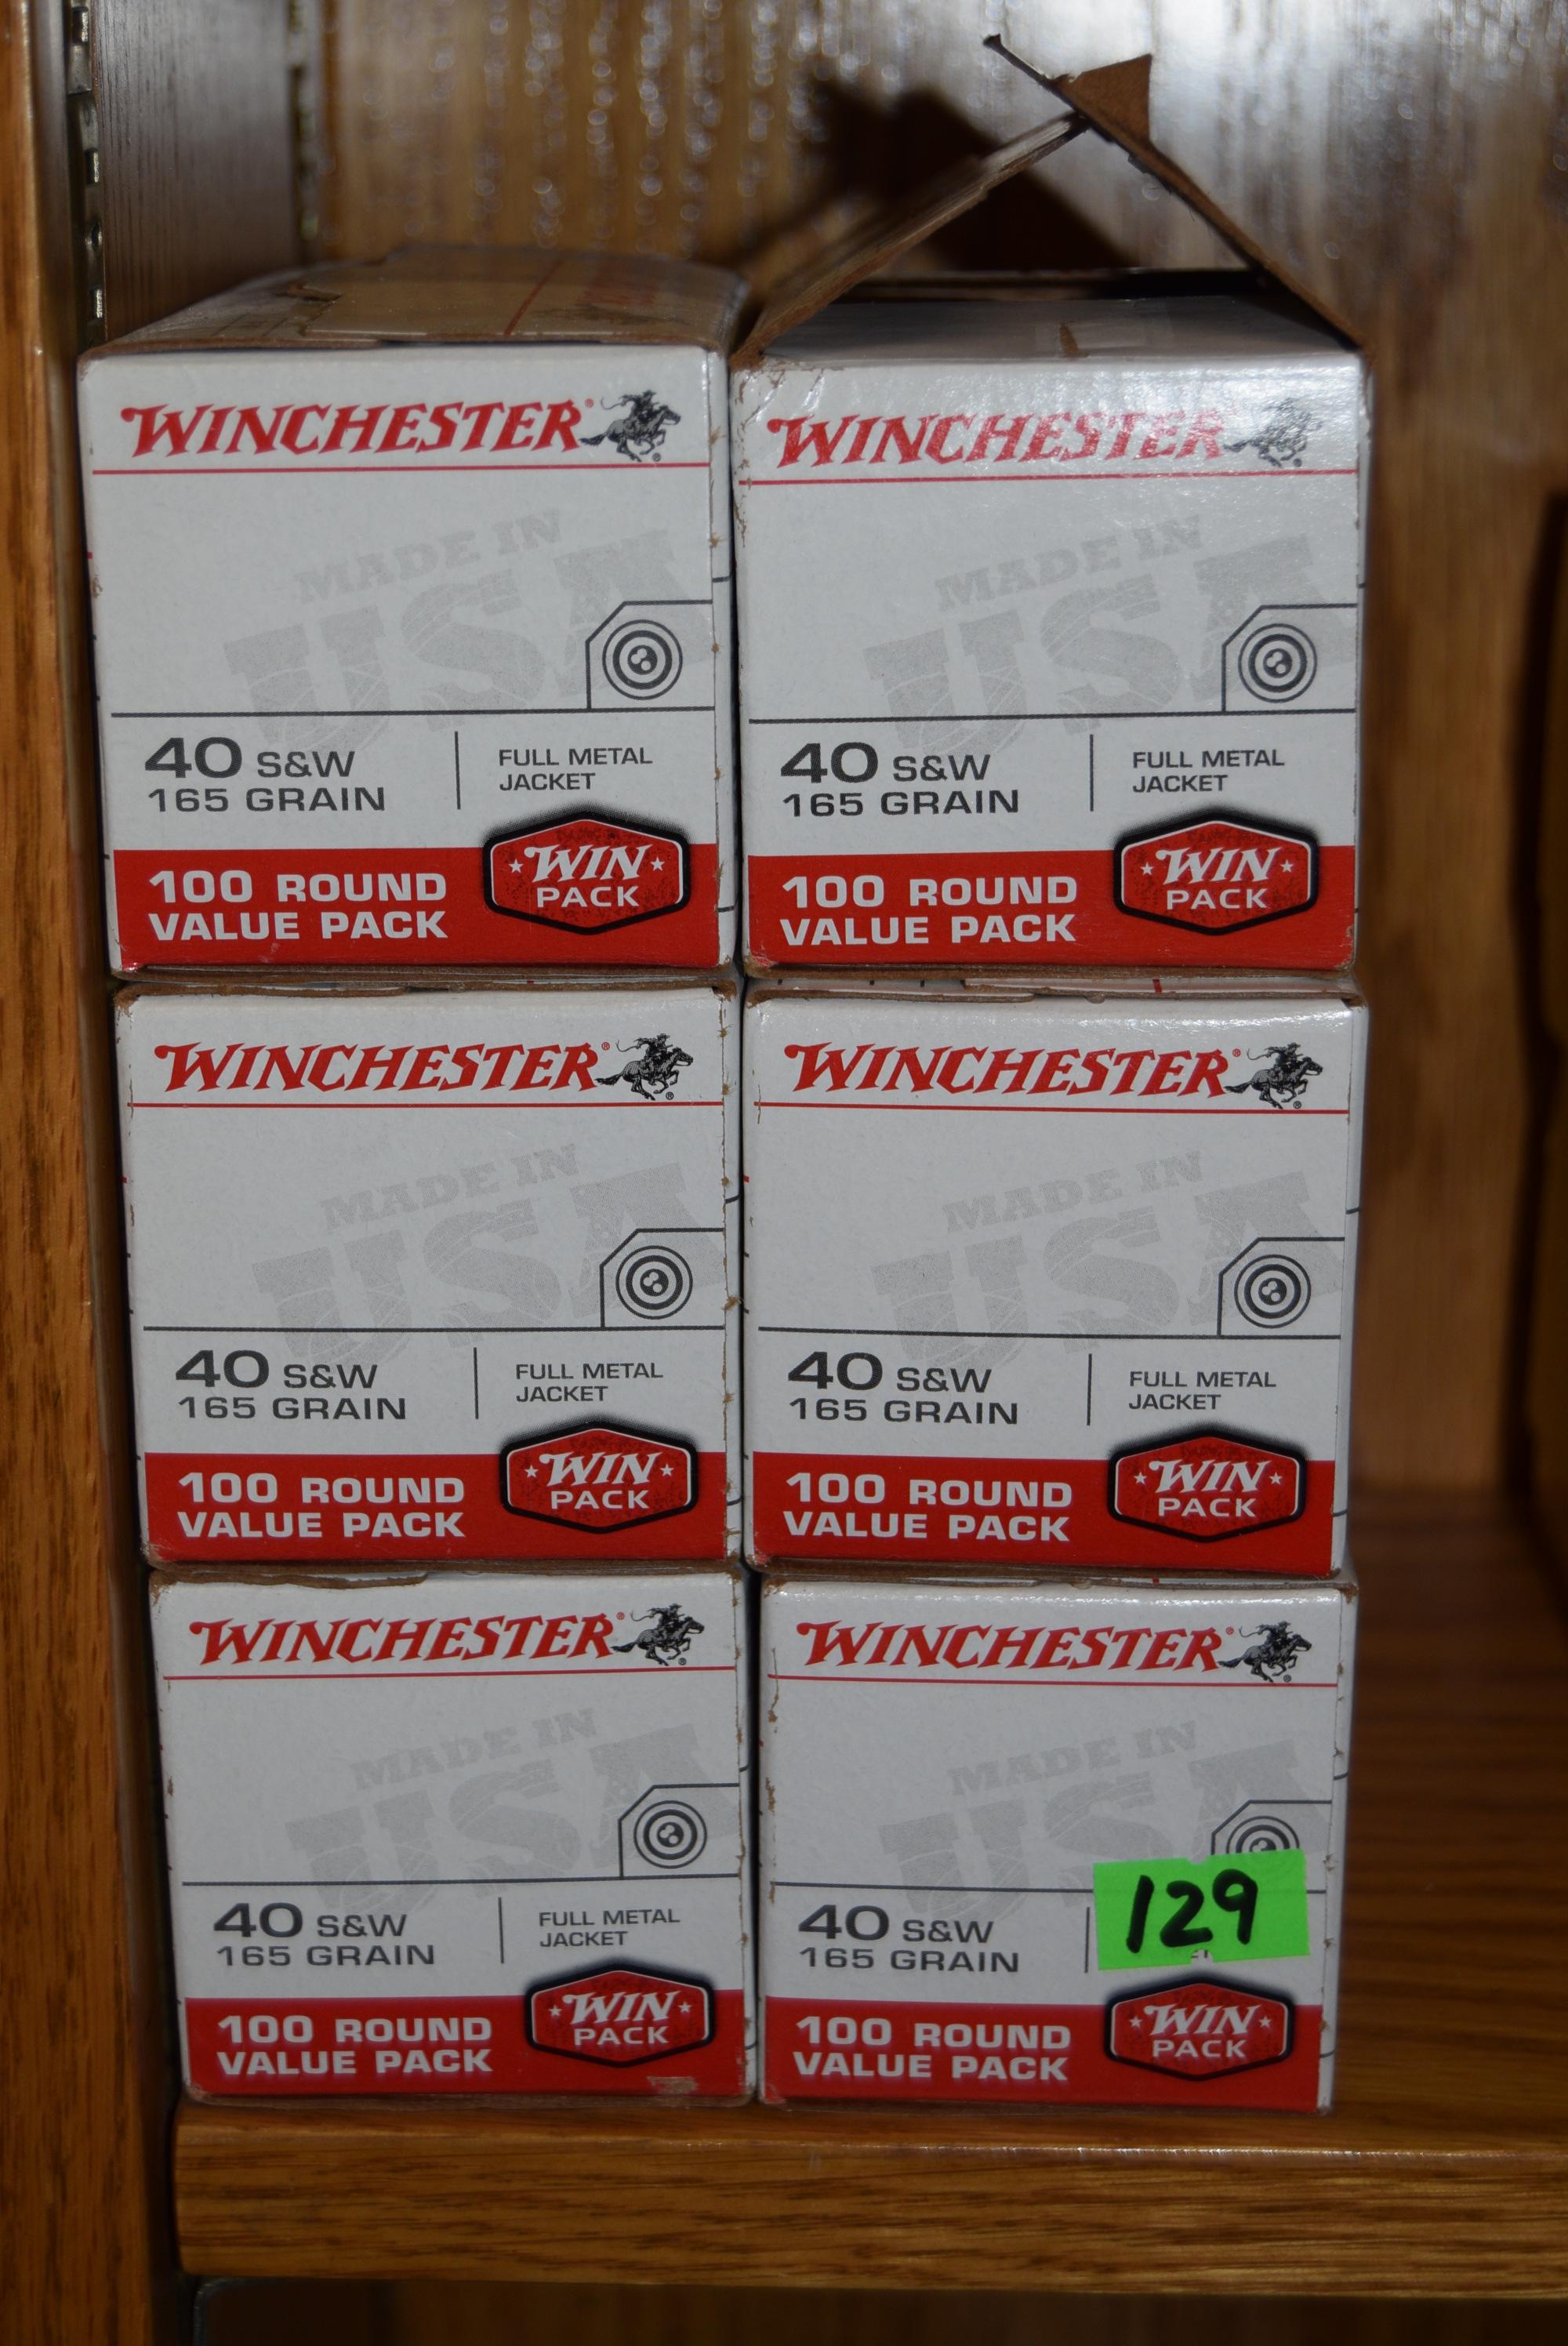 WINCHESTER®
MADE IN
USA
40 S&W
165 GRAIN
FULL METAL
JACKET
100 ROUND
VALUE PACK
WIN
PACK
WINCHESTER
MADE IN
USA
40 S&W
165 GRAIN
FULL METAL
JACKET
100 ROUND
VALUE PACK
WIN
PACK
WINCHESTER®
MADE IN
USA
40 S&W
165 GRAIN
FULL METAL
JACKET
100 ROUND
VALUE PACK
WIN
PACK
WINCHESTER®
MADE IN
USA
40 S&W
165 GRAIN
FULL METAL
JACKET
100 ROUND
VALUE PACK
WIN
PACK
WINCHESTER®
MADE IN
USA
40 S&W
165 GRAIN
FULL METAL
JACKET
100 ROUND
VALUE PACK
WIN
PACK
WINCHESTER®
MADE IN
USA
40 S&W
165 GRAIN
129
100 ROUND
VALUE PACK
WIN
PACK